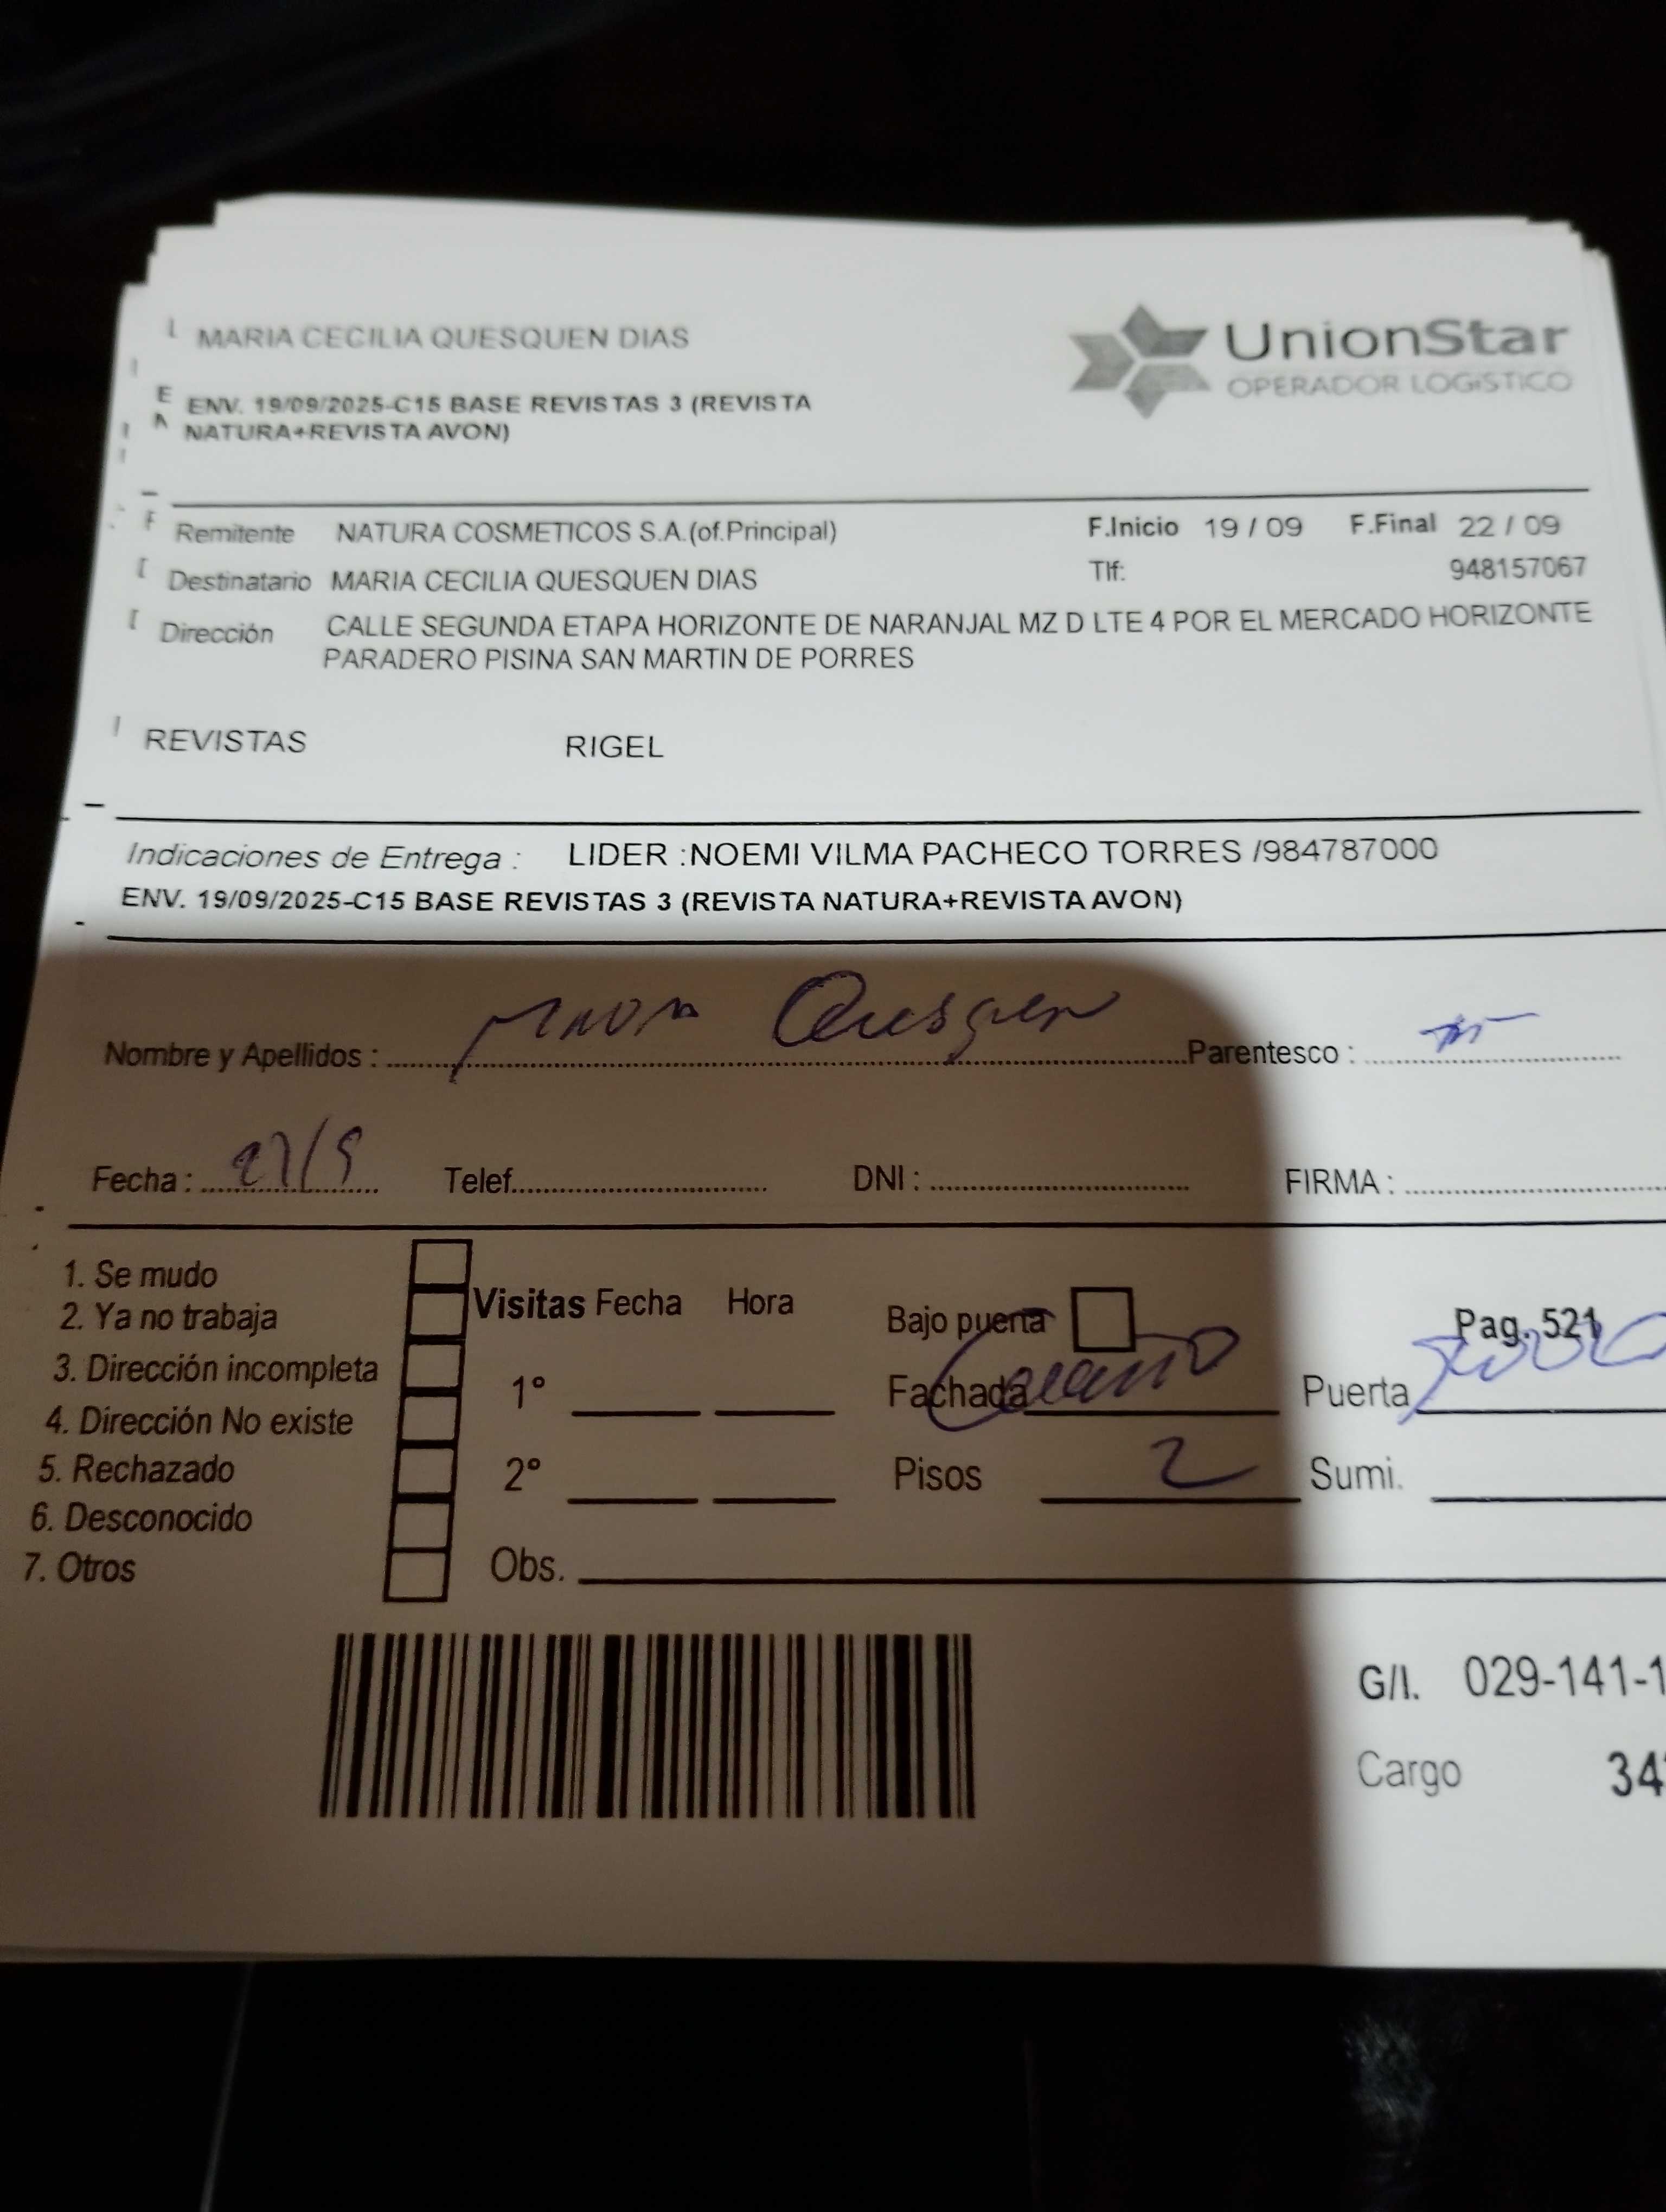 MARIA CECILIA QUESQUEN DIAS
UnionStar
OPERADOR LOGíSTICO
ENV. 19/09/2025-C15 BASE REVISTAS 3 (REVISTA
NATURA+REVISTA AVON)
Remitente NATURA COSMETICOS S.A.(of.Principal) F.Inicio 19 / 09 F.Final 22 / 09
Destinatario MARIA CECILIA QUESQUEN DIAS Tlf: 948157067
Dirección CALLE SEGUNDA ETAPA HORIZONTE DE NARANJAL MZ D LTE 4 POR EL MERCADO HORIZONTE
PARADERO PISINA SAN MARTIN DE PORRES
REVISTAS RIGEL
Indicaciones de Entrega : LIDER :NOEMI VILMA PACHECO TORRES /984787000
ENV. 19/09/2025-C15 BASE REVISTAS 3 (REVISTA NATURA+REVISTA AVON)
Nombre y Apellidos : Quesquen Parentesco :
Fecha : Telef. DNI : FIRMA :
1. Se mudo
2. Ya no trabaja
3. Dirección incompleta
4. Dirección No existe
5. Rechazado
6. Desconocido
7. Otros
Visitas Fecha Hora
1°
2°
Obs.
Bajo puerta Pag. 521
Fachada Puerta
Pisos 2 Sumi.
G/I. 029-141-1
Cargo 34